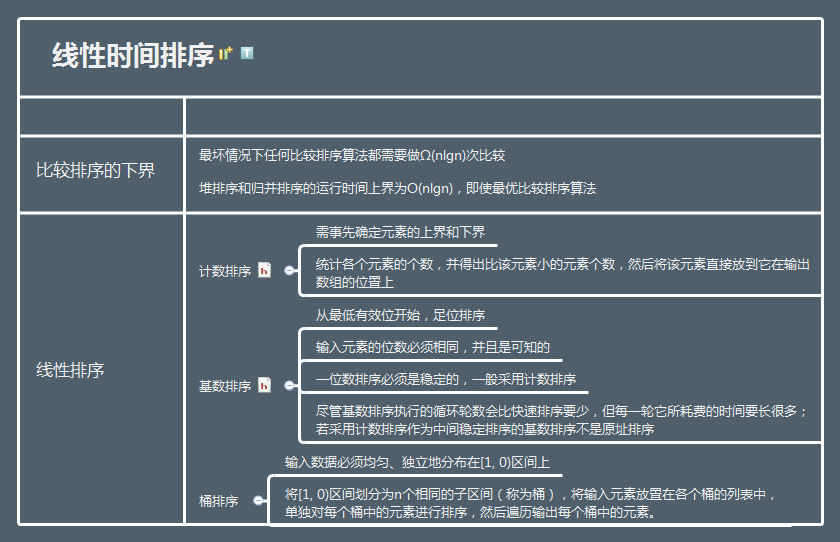 线性时间排序
比较排序的下界
最坏情况下任何比较排序算法都需要做Ω(nlgn)次比较
堆排序和归并排序的运行时间上界为O(nlgn)，即使最优比较排序算法
线性排序
计数排序
需事先确定元素的上界和下界
统计各个元素的个数，并得出比该元素小的元素个数，然后将该元素直接放到它在输出
数组的位置上
基数排序
从最低有效位开始，足位排序
输入元素的位数必须相同，并且是可知的
一位数排序必须是稳定的，一般采用计数排序
尽管基数排序执行的循环轮数会比快速排序要少，但每一轮它所耗费的时间要长很多；
若采用计数排序作为中间稳定排序的基数排序不是原址排序
桶排序
输入数据必须均匀、独立地分布在[1, 0)区间上
将[1, 0)区间划分为n个相同的子区间（称为桶），将输入元素放置在各个桶的列表中，
单独对每个桶中的元素进行排序，然后遍历输出每个桶中的元素。